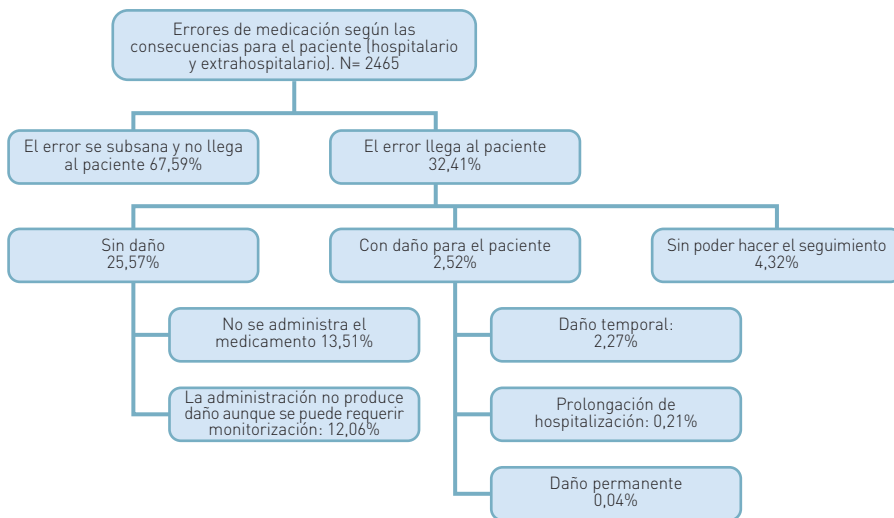 Errores de medicación según las
consecuencias para el paciente (hospitalario
y extrahospitalario). N= 2465
El error se subsana y no llega
al paciente 67,59%
El error llega al paciente
32,41%
Sin daño
25,57%
Con daño para el paciente
2,52%
Sin poder hacer el seguimiento
4,32%
No se administra el
medicamento 13,51%
Daño temporal:
2,27%
La administración no produce
daño aunque se puede requerir
monitorización: 12,06%
Prolongación de
hospitalización: 0,21%
Daño permanente
0,04%